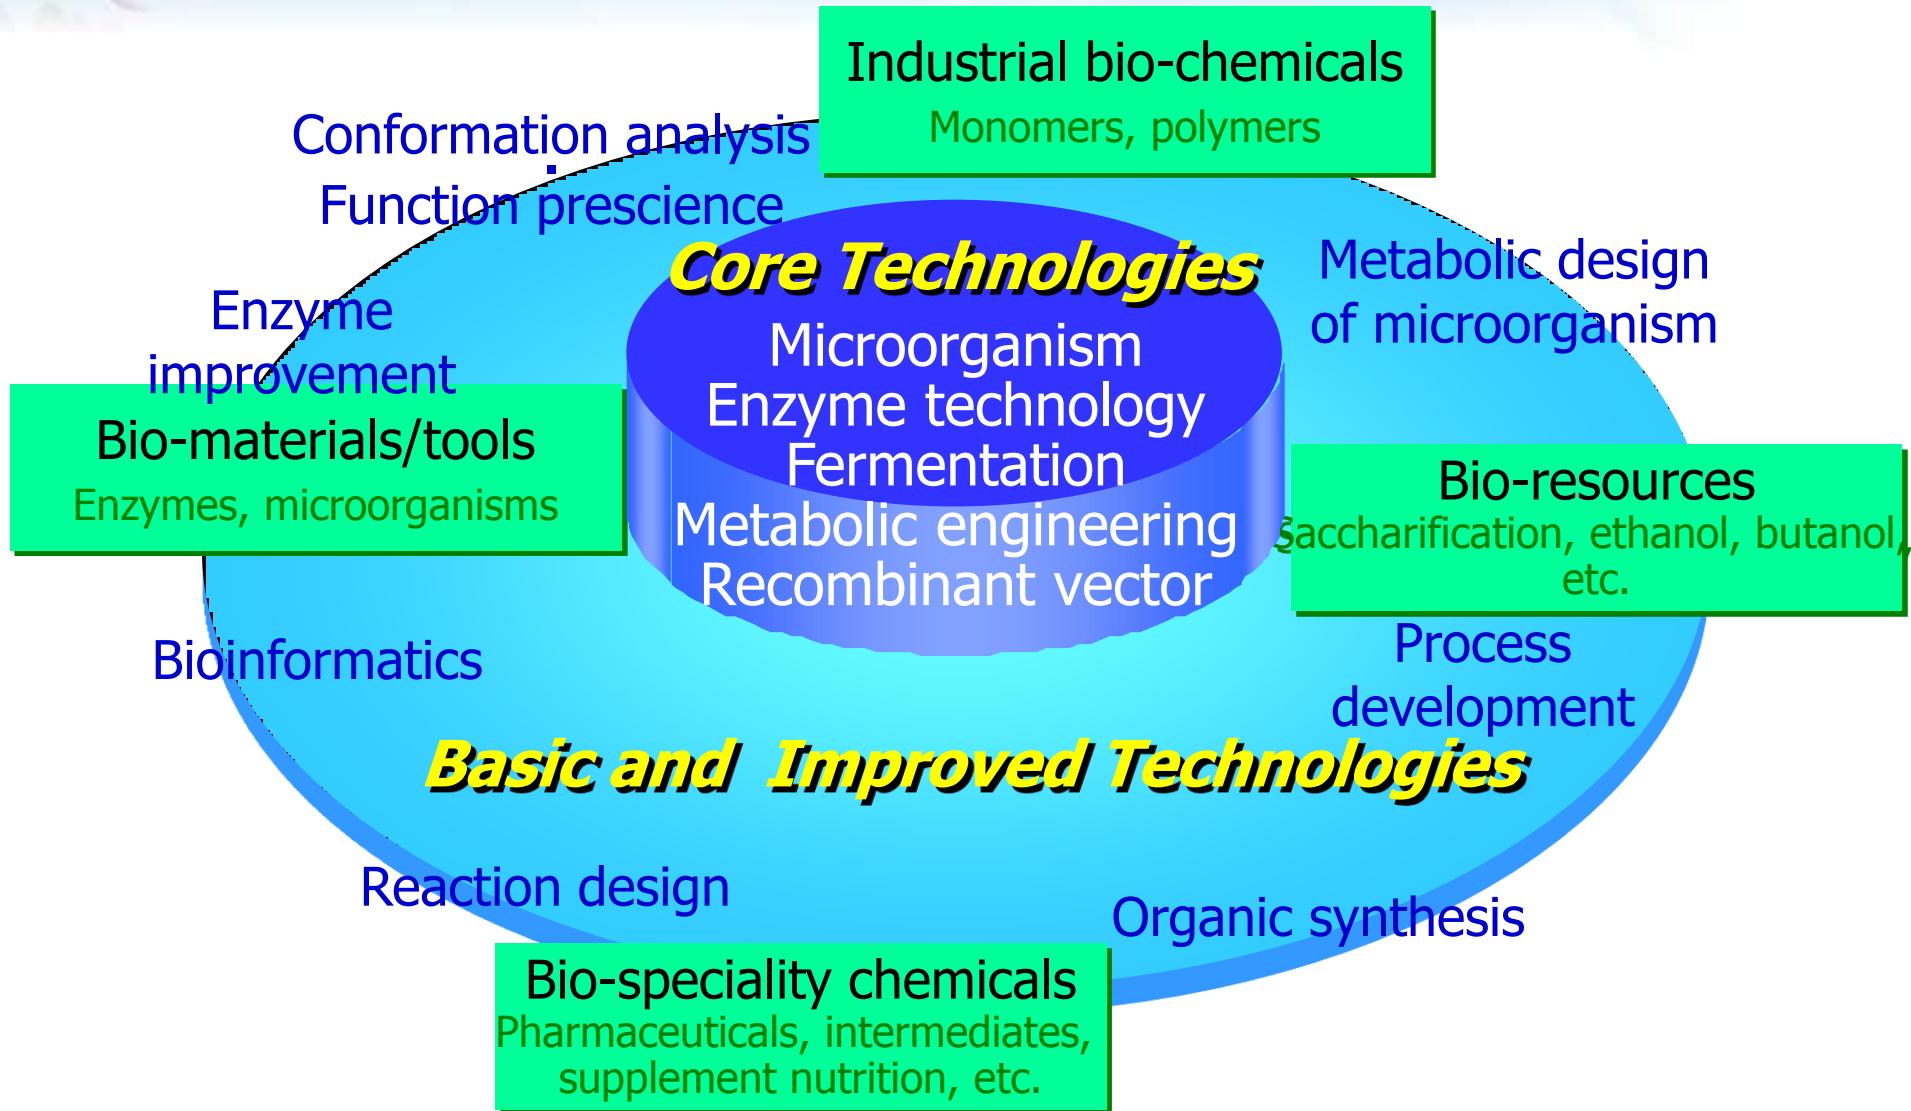 Industrial bio-chemicals
Monomers, polymers
Conformation analysis
Function prescience
Core Technologies
Microorganism
Enzyme technology
Fermentation
Metabolic engineering
Recombinant vector
Metabolic design
of microorganism
Enzyme
improvement
Bio-materials/tools
Enzymes, microorganisms
Bio-resources
Saccharification, ethanol, butanol,
etc.
Bioinformatics
Process
development
Basic and Improved Technologies
Reaction design
Organic synthesis
Bio-speciality chemicals
Pharmaceuticals, intermediates,
supplement nutrition, etc.